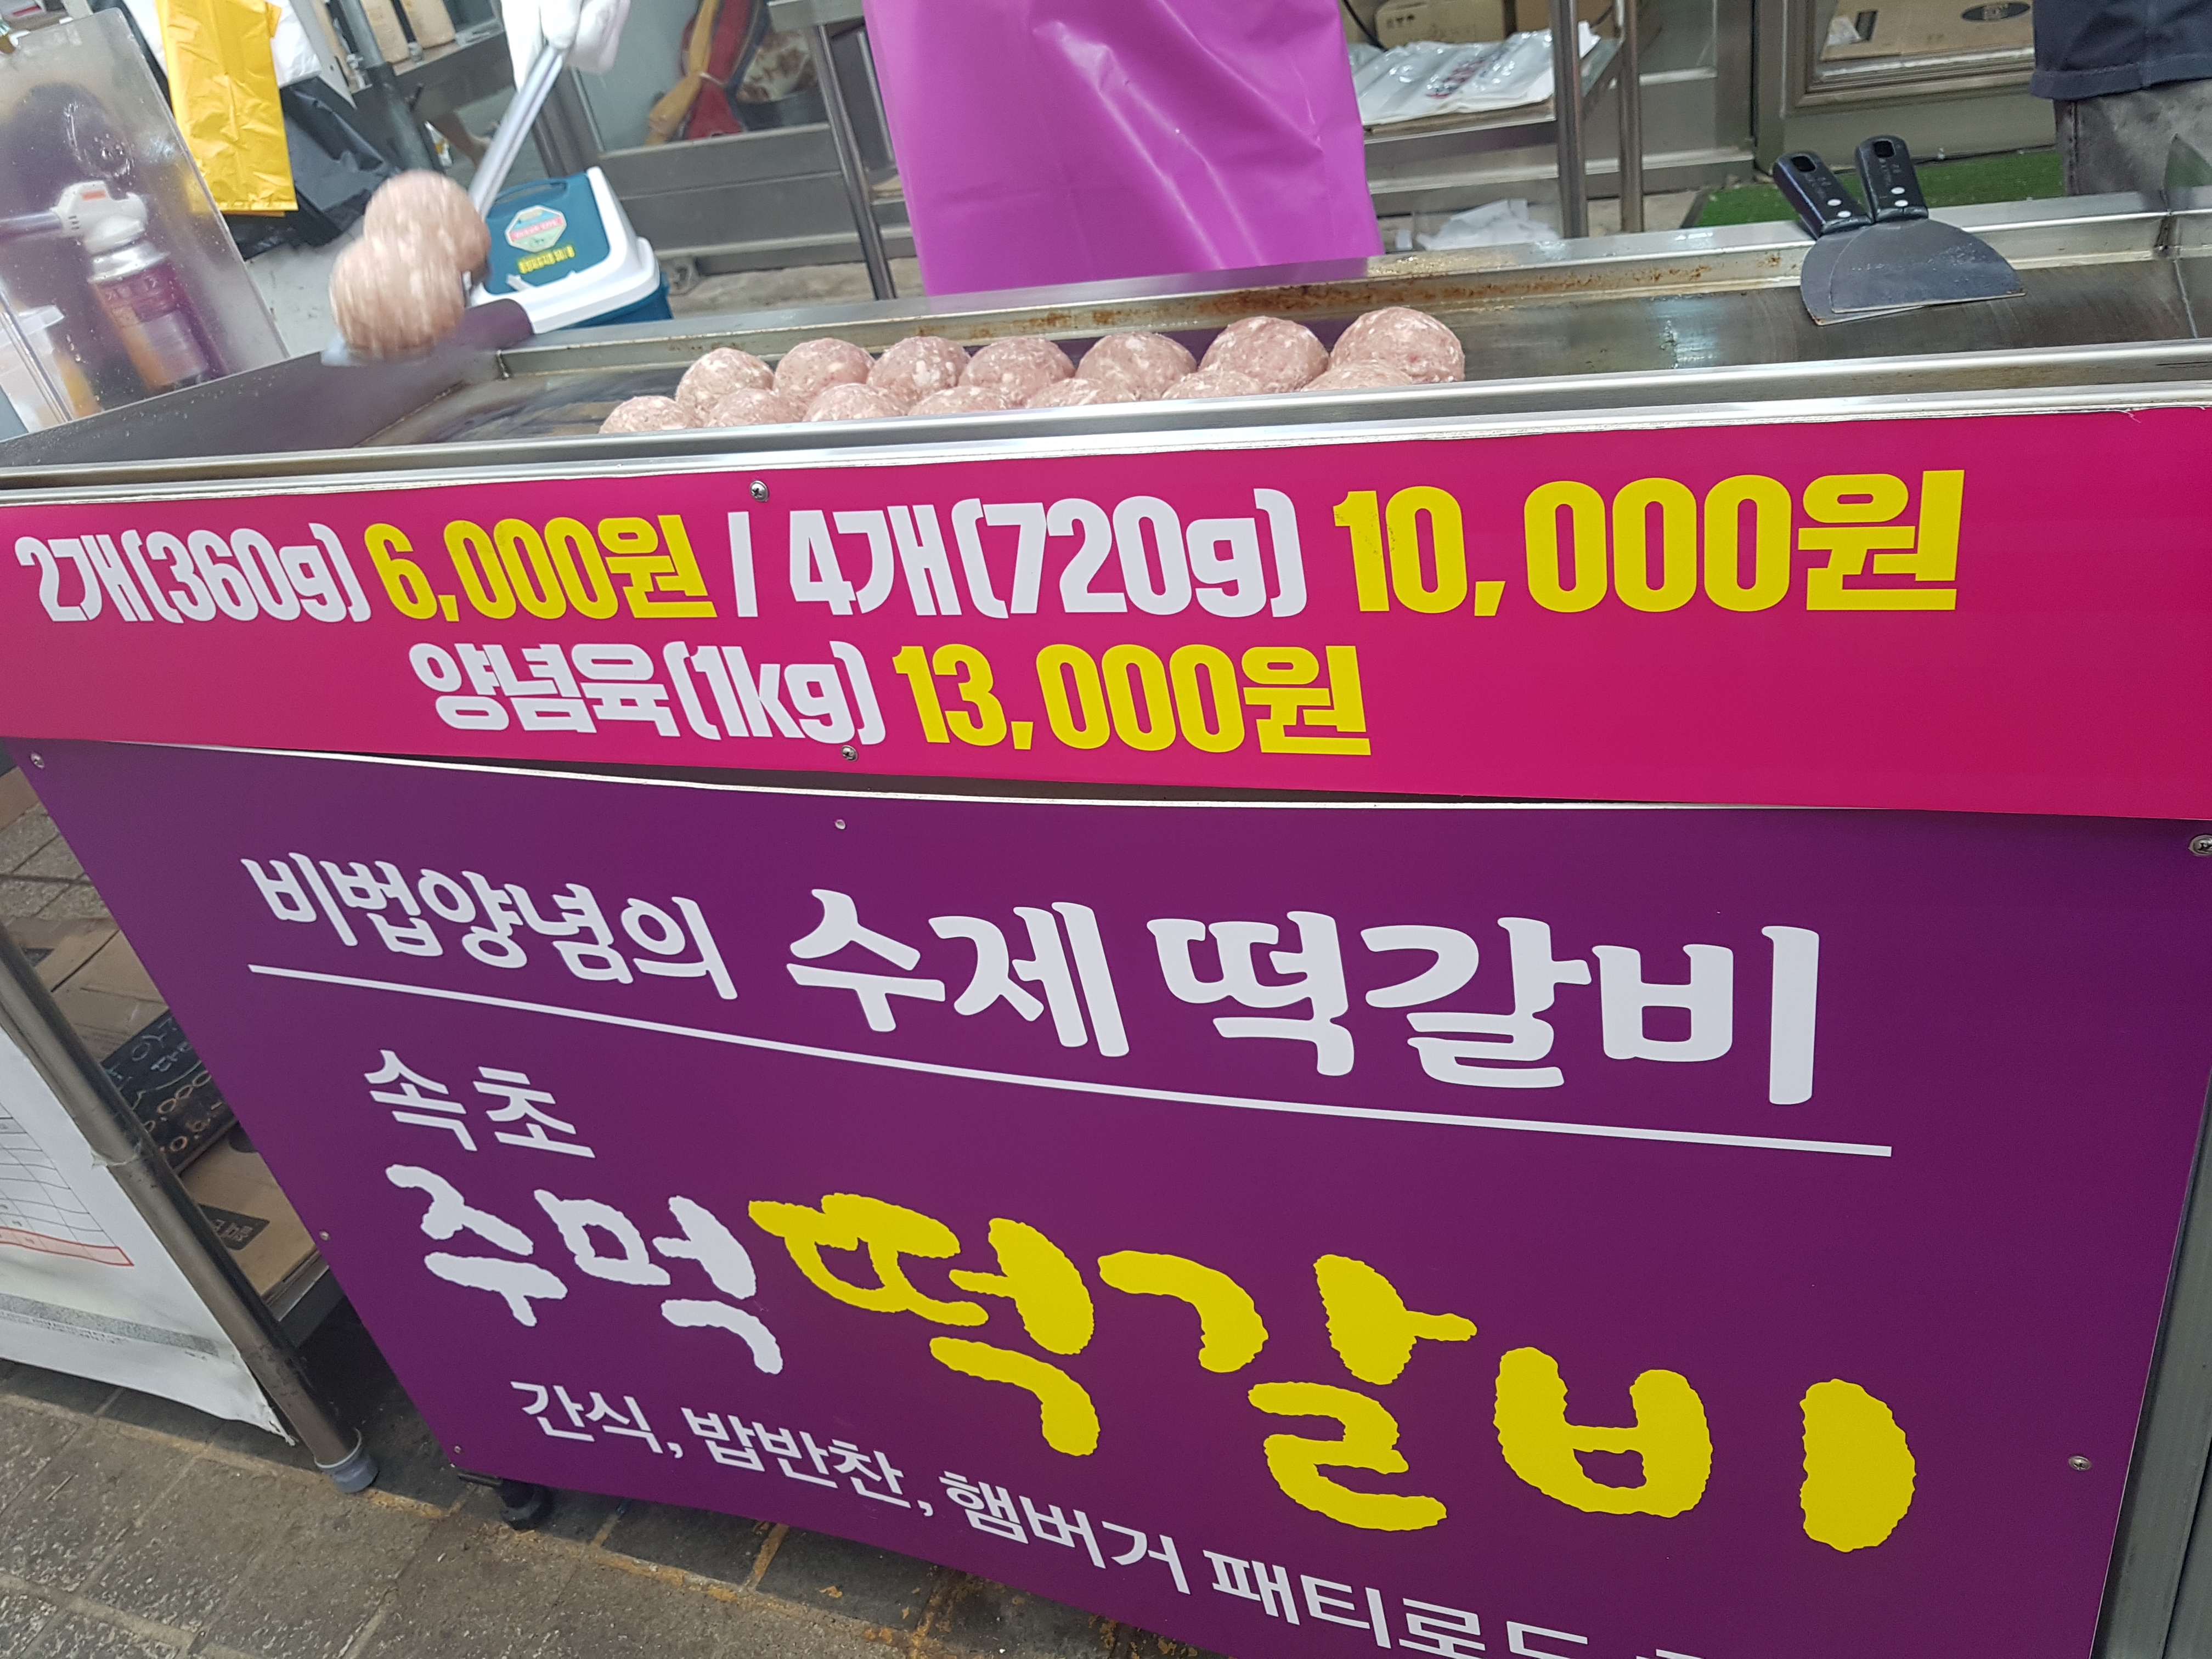 2개(360g) 6,000원 | 4개(720g) 10,000원
양념육(1kg) 13,000원
비법양념의 수제 떡갈비
속초
주먹떡갈비
간식, 밥반찬, 햄버거 패티로도